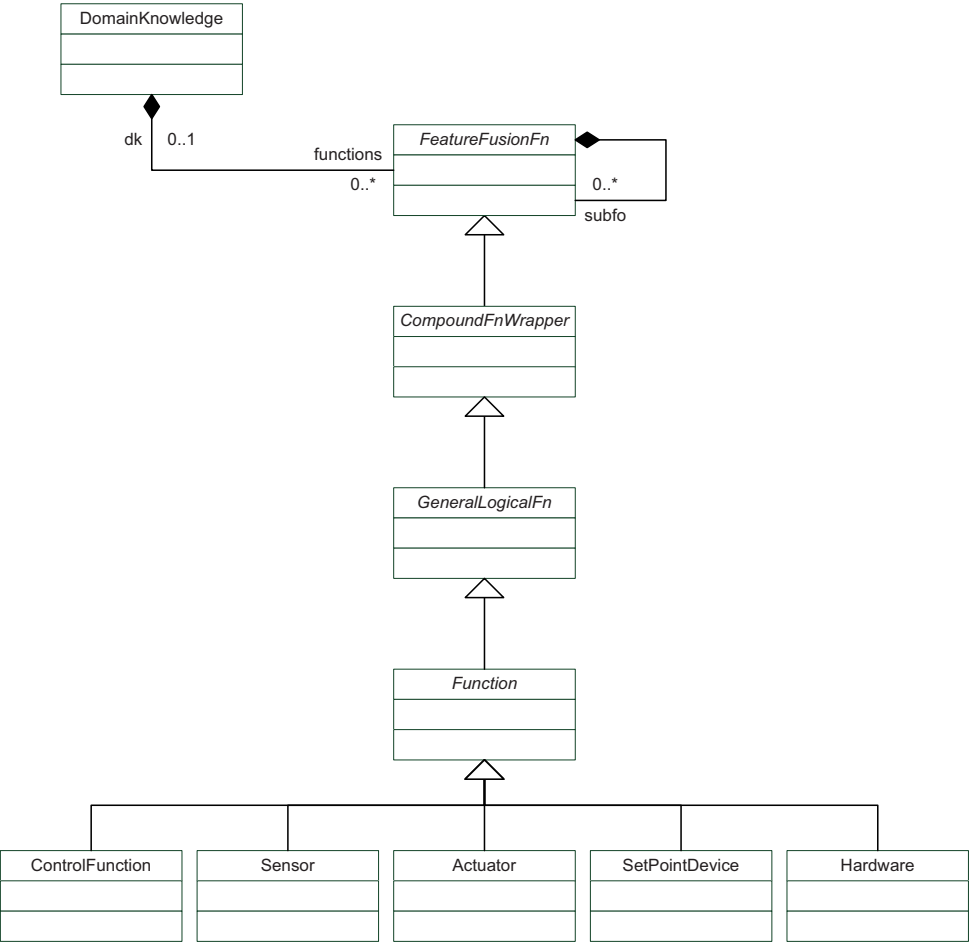 DomainKnowledge
dk 0..1
functions
0..*
FeatureFusionFn
0..*
subfo
CompoundFnWrapper
GeneralLogicalFn
Function
ControlFunction
Sensor
Actuator
SetPointDevice
Hardware